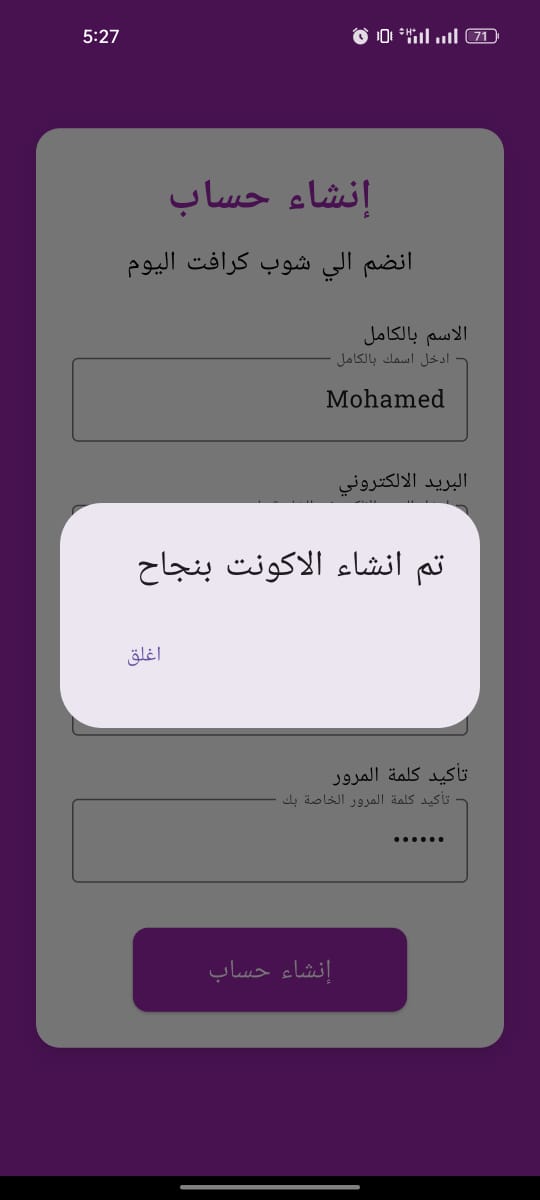 5:27
71
إنشاء حساب
انضم الي شوب كرافت اليوم
الاسم بالكامل
ادخل اسمك بالكامل
Mohamed
البريد الالكتروني
تم انشاء الاكونت بنجاح
اغلق
تأكيد كلمة المرور
تأكيد كلمة المرور الخاصة بك
••••••
إنشاء حساب